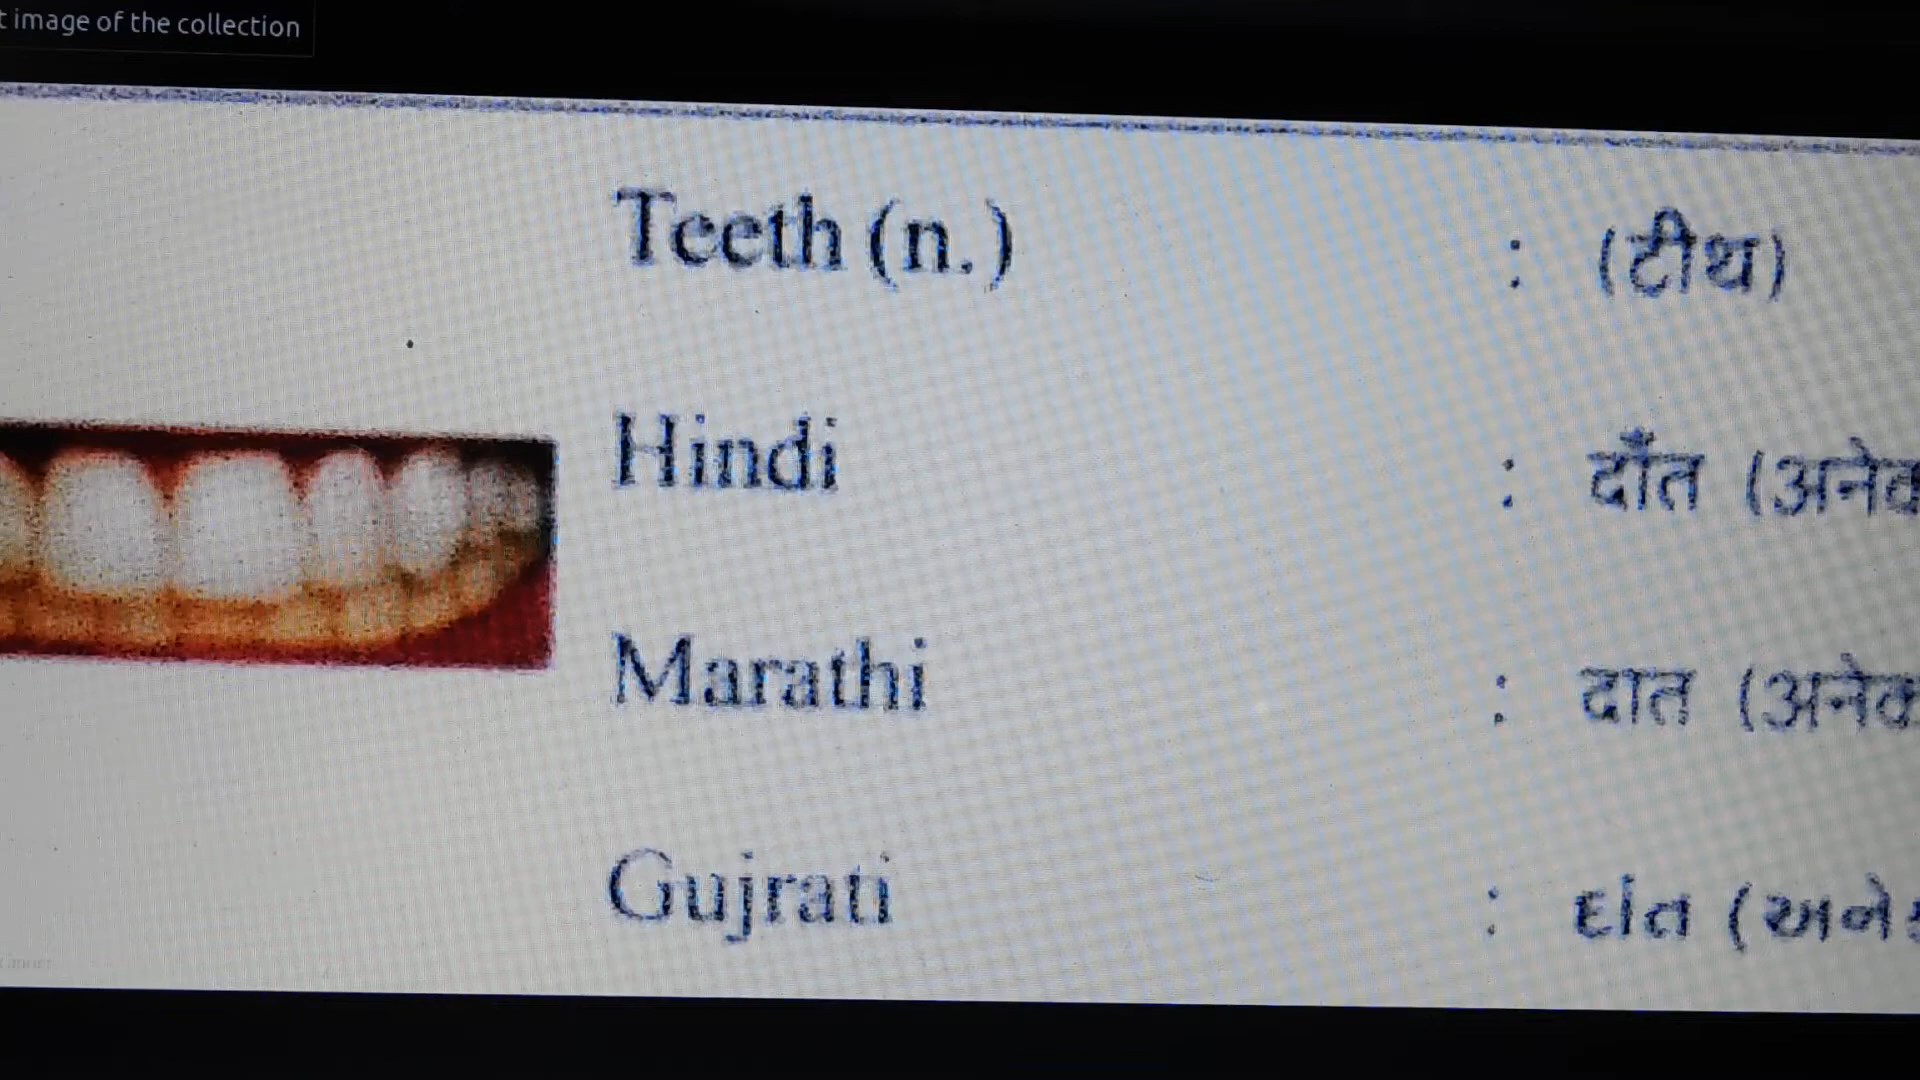 t image of the collection
Teeth (n.) : (टीथ)
Hindi : दाँत (अनेक
Marathi : दात (अनेक
Gujrati : દાંત (અને